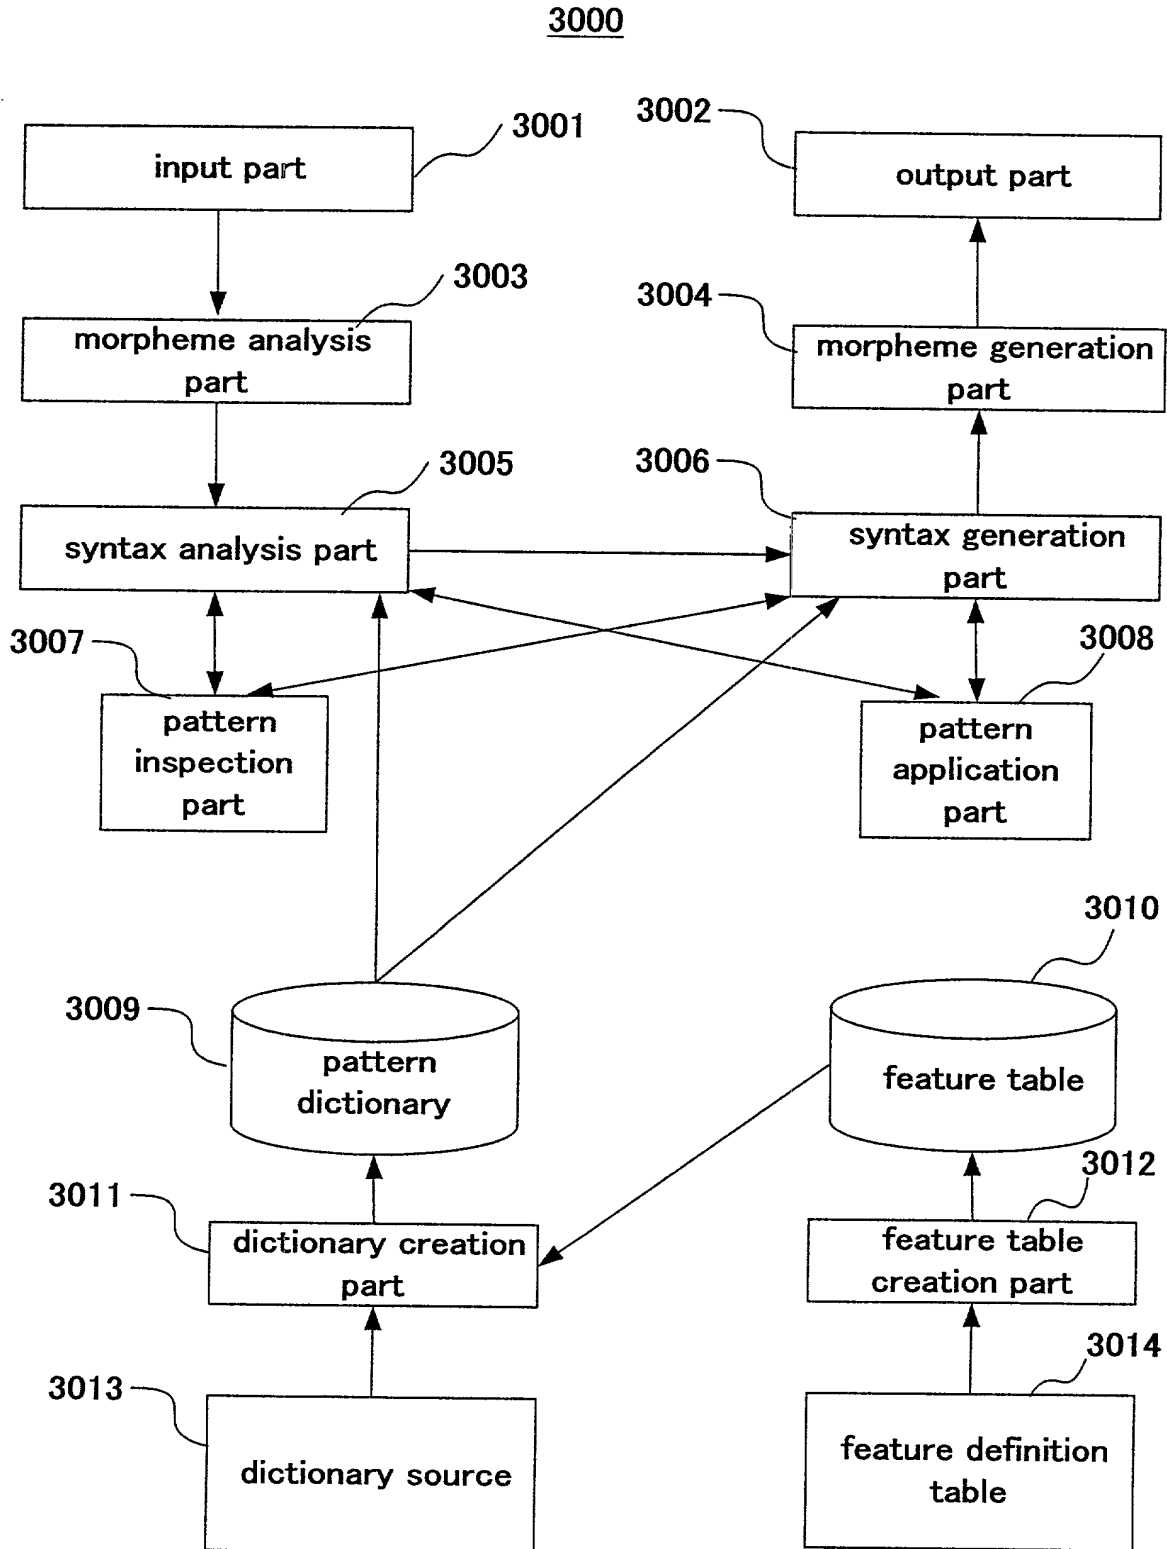 3000
3001
input part
3002
output part
3003
morpheme analysis
part
3004
morpheme generation
part
3005
syntax analysis part
3006
syntax generation
part
3007
pattern
inspection
part
3008
pattern
application
part
3009
pattern
dictionary
3010
feature table
3011
dictionary creation
part
3012
feature table
creation part
3013
dictionary source
3014
feature definition
table